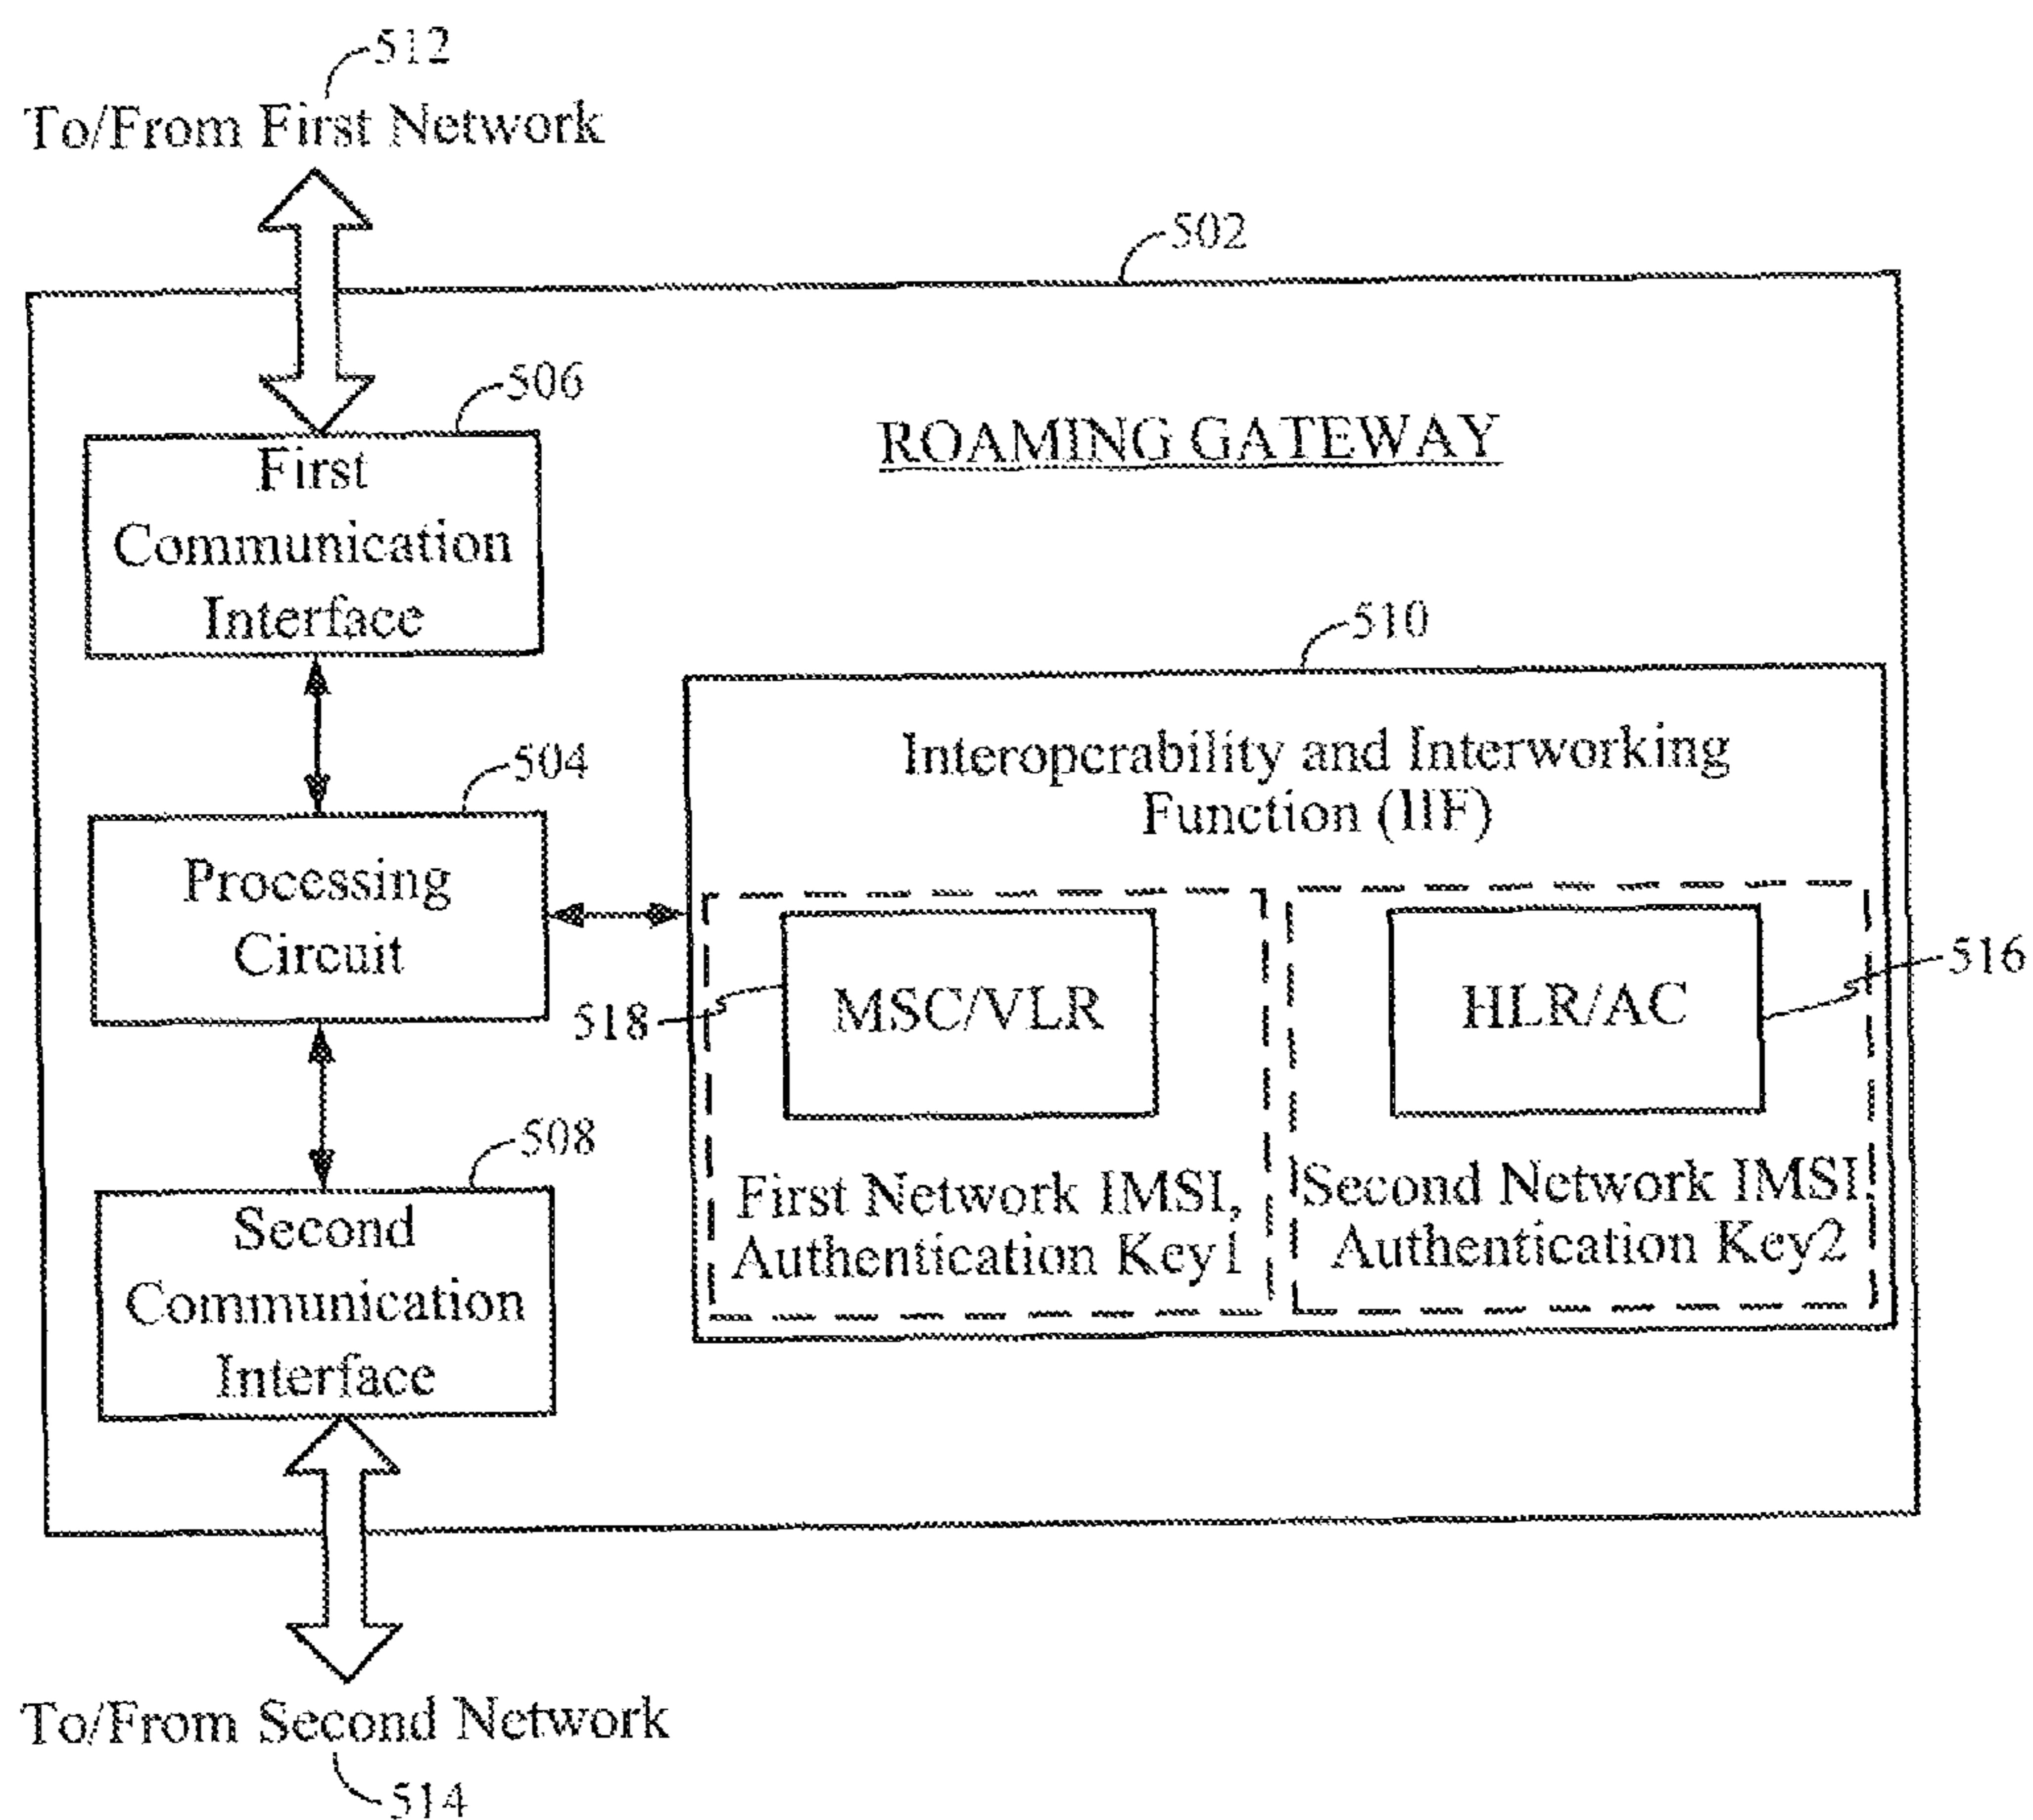 512
To/From First Network
502
506
First
Communication
Interface
ROAMING GATEWAY
510
Interoperability and Interworking
Function (IIF)
504
Processing
Circuit
518
MSC/VLR
HLR/AC
516
First Network IMSI,
Authentication Key1
Second Network IMSI,
Authentication Key2
508
Second
Communication
Interface
To/From Second Network
514